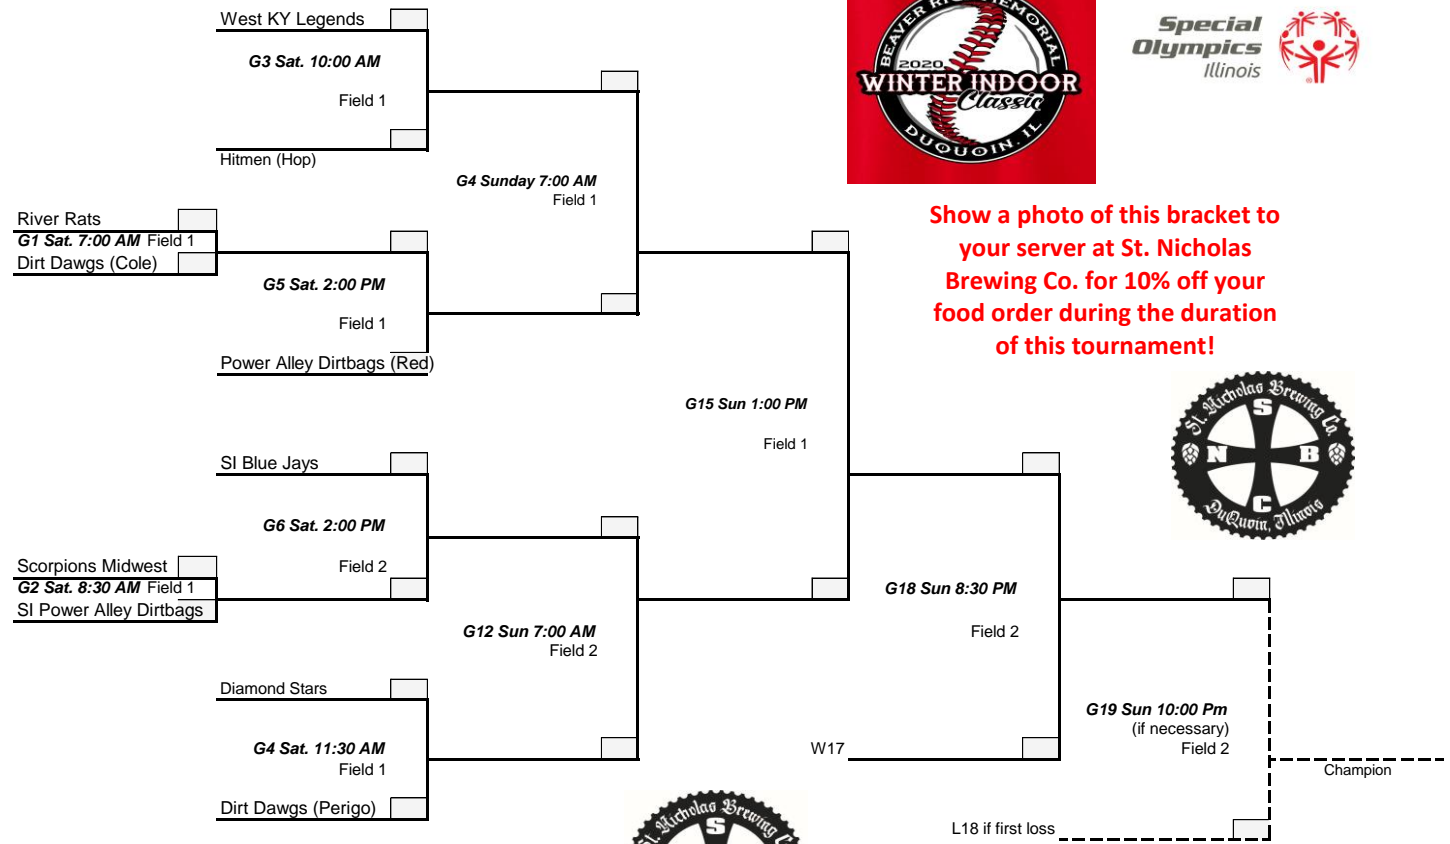 West KY Legends
G3 Sat. 10:00 AM
Field 1
Hitmen (Hop)
G4 Sunday 7:00 AM
Field 1
River Rats
G1 Sat. 7:00 AM Field 1
Dirt Dawgs (Cole)
G5 Sat. 2:00 PM
Field 1
Power Alley Dirtbags (Red)
G15 Sun 1:00 PM
Field 1
SI Blue Jays
G6 Sat. 2:00 PM
Field 2
Scorpions Midwest
G2 Sat. 8:30 AM Field 1
SI Power Alley Dirtbags
G12 Sun 7:00 AM
Field 2
Diamond Stars
G4 Sat. 11:30 AM
Field 1
Dirt Dawgs (Perigo)
G18 Sun 8:30 PM
Field 2
W17
G19 Sun 10:00 Pm
(if necessary)
Field 2
Champion
L18 if first loss
2020
WINTER INDOOR
Classic
DUQUOIN, IL
Special
Olympics
Illinois
Show a photo of this bracket to
your server at St. Nicholas
Brewing Co. for 10% off your
food order during the duration
of this tournament!
St. Nicholas Brewing Co.
S
N B
C
DuQuoin, Illinois
St. Nicholas Brewing Co.
S